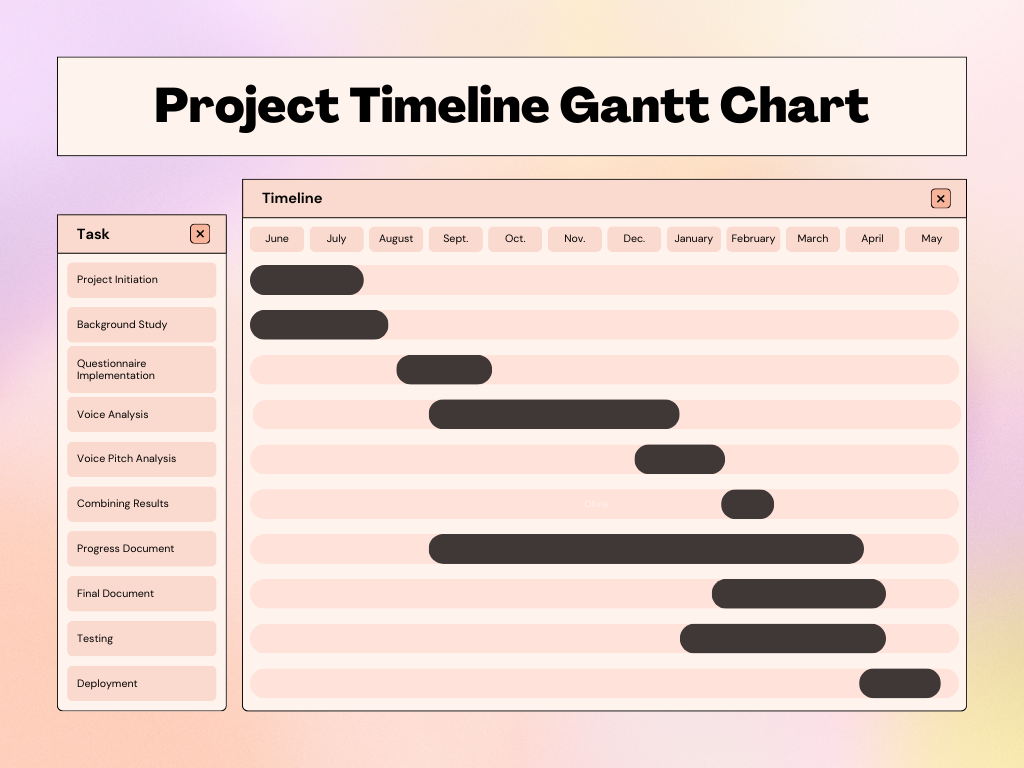 Project Timeline Gantt Chart
Timeline
Task
June July August Sept. Oct. Nov. Dec. January February March April May
Project Initiation
Background Study
Questionnaire
Implementation
Voice Analysis
Voice Pitch Analysis
Combining Results
Progress Document
Final Document
Testing
Deployment